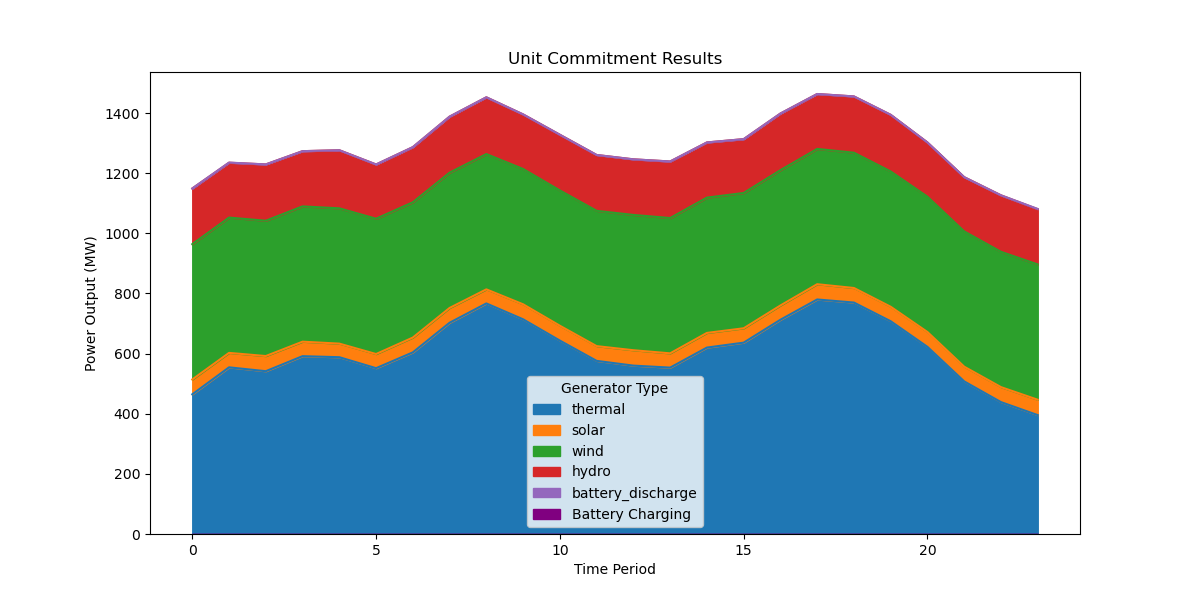 Unit Commitment Results
Power Output (MW)
1400
1200
1000
800
600
400
200
0
0 5 10 15 20
Time Period
Generator Type
thermal
solar
wind
hydro
battery_discharge
Battery Charging